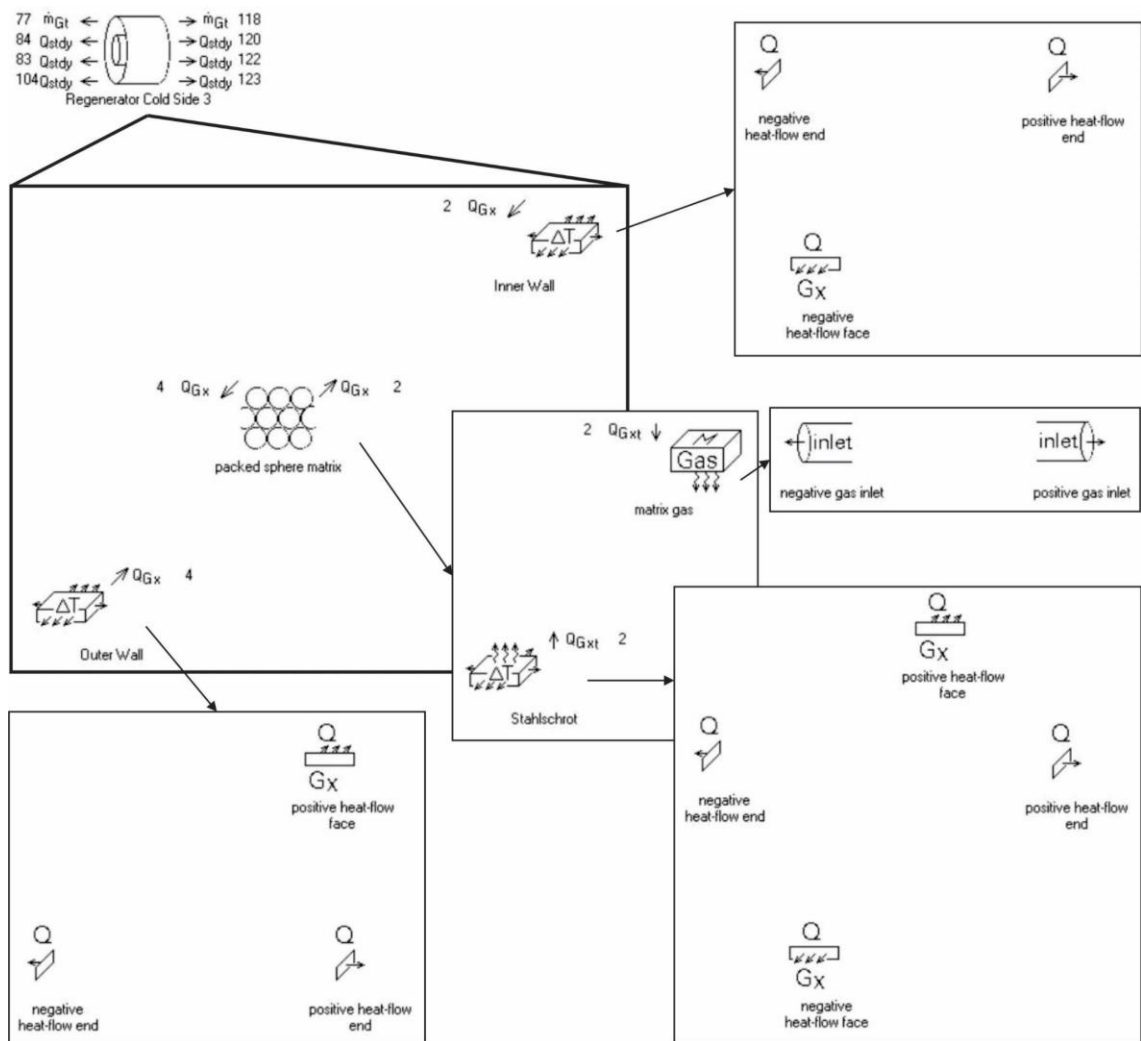 77 ṁGt ṁGt 118
84 Qstdy Qstdy 120
83 Qstdy Qstdy 122
104 Qstdy Qstdy 123
Regenerator Cold Side 3
Q
negative
heat-flow end
Q
positive heat-flow
end
Q
Gx
negative
heat-flow face
2 QGx
ΔT
Inner Wall
4 QGx QGx 2
packed sphere matrix
QGx 4
ΔT
Outer Wall
2 QGxt
Gas
matrix gas
QGxt 2
ΔT
Stahlschrot
inlet inlet
negative gas inlet positive gas inlet
Q
Gx
positive heat-flow
face
Q
negative
heat-flow end
Q
positive heat-flow
end
Q
Gx
negative
heat-flow face
Q
Gx
positive heat-flow
face
Q
negative
heat-flow end
Q
positive heat-flow
end